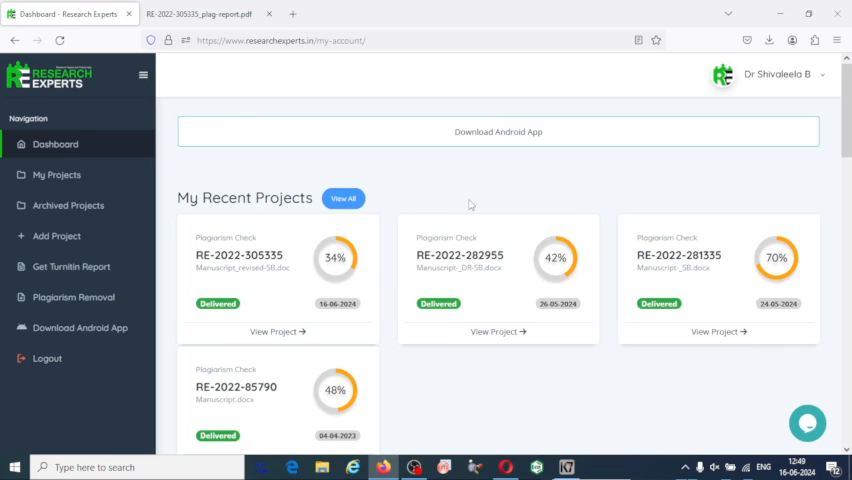 Dashboard - Research Experts
RE-2022-305335_plag-report.pdf
https://www.researchexperts.in/my-account/
RESEARCH
EXPERTS
Dr Shivaleela B
Navigation
Dashboard
My Projects
Archived Projects
Add Project
Get Turnitin Report
Plagiarism Removal
Download Android App
Logout
Download Android App
My Recent Projects
View All
Plagiarism Check
RE-2022-305335
Manuscript_revised-SB.doc
34%
Delivered
16-06-2024
View Project
Plagiarism Check
RE-2022-282955
Manuscript-_DR-SB.docx
42%
Delivered
26-05-2024
View Project
Plagiarism Check
RE-2022-281335
Manuscript-_SB.docx
70%
Delivered
24-05-2024
View Project
Plagiarism Check
RE-2022-85790
Manuscript.docx
48%
Delivered
04-04-2023
Type here to search
K7
ENG
12:49
16-06-2024